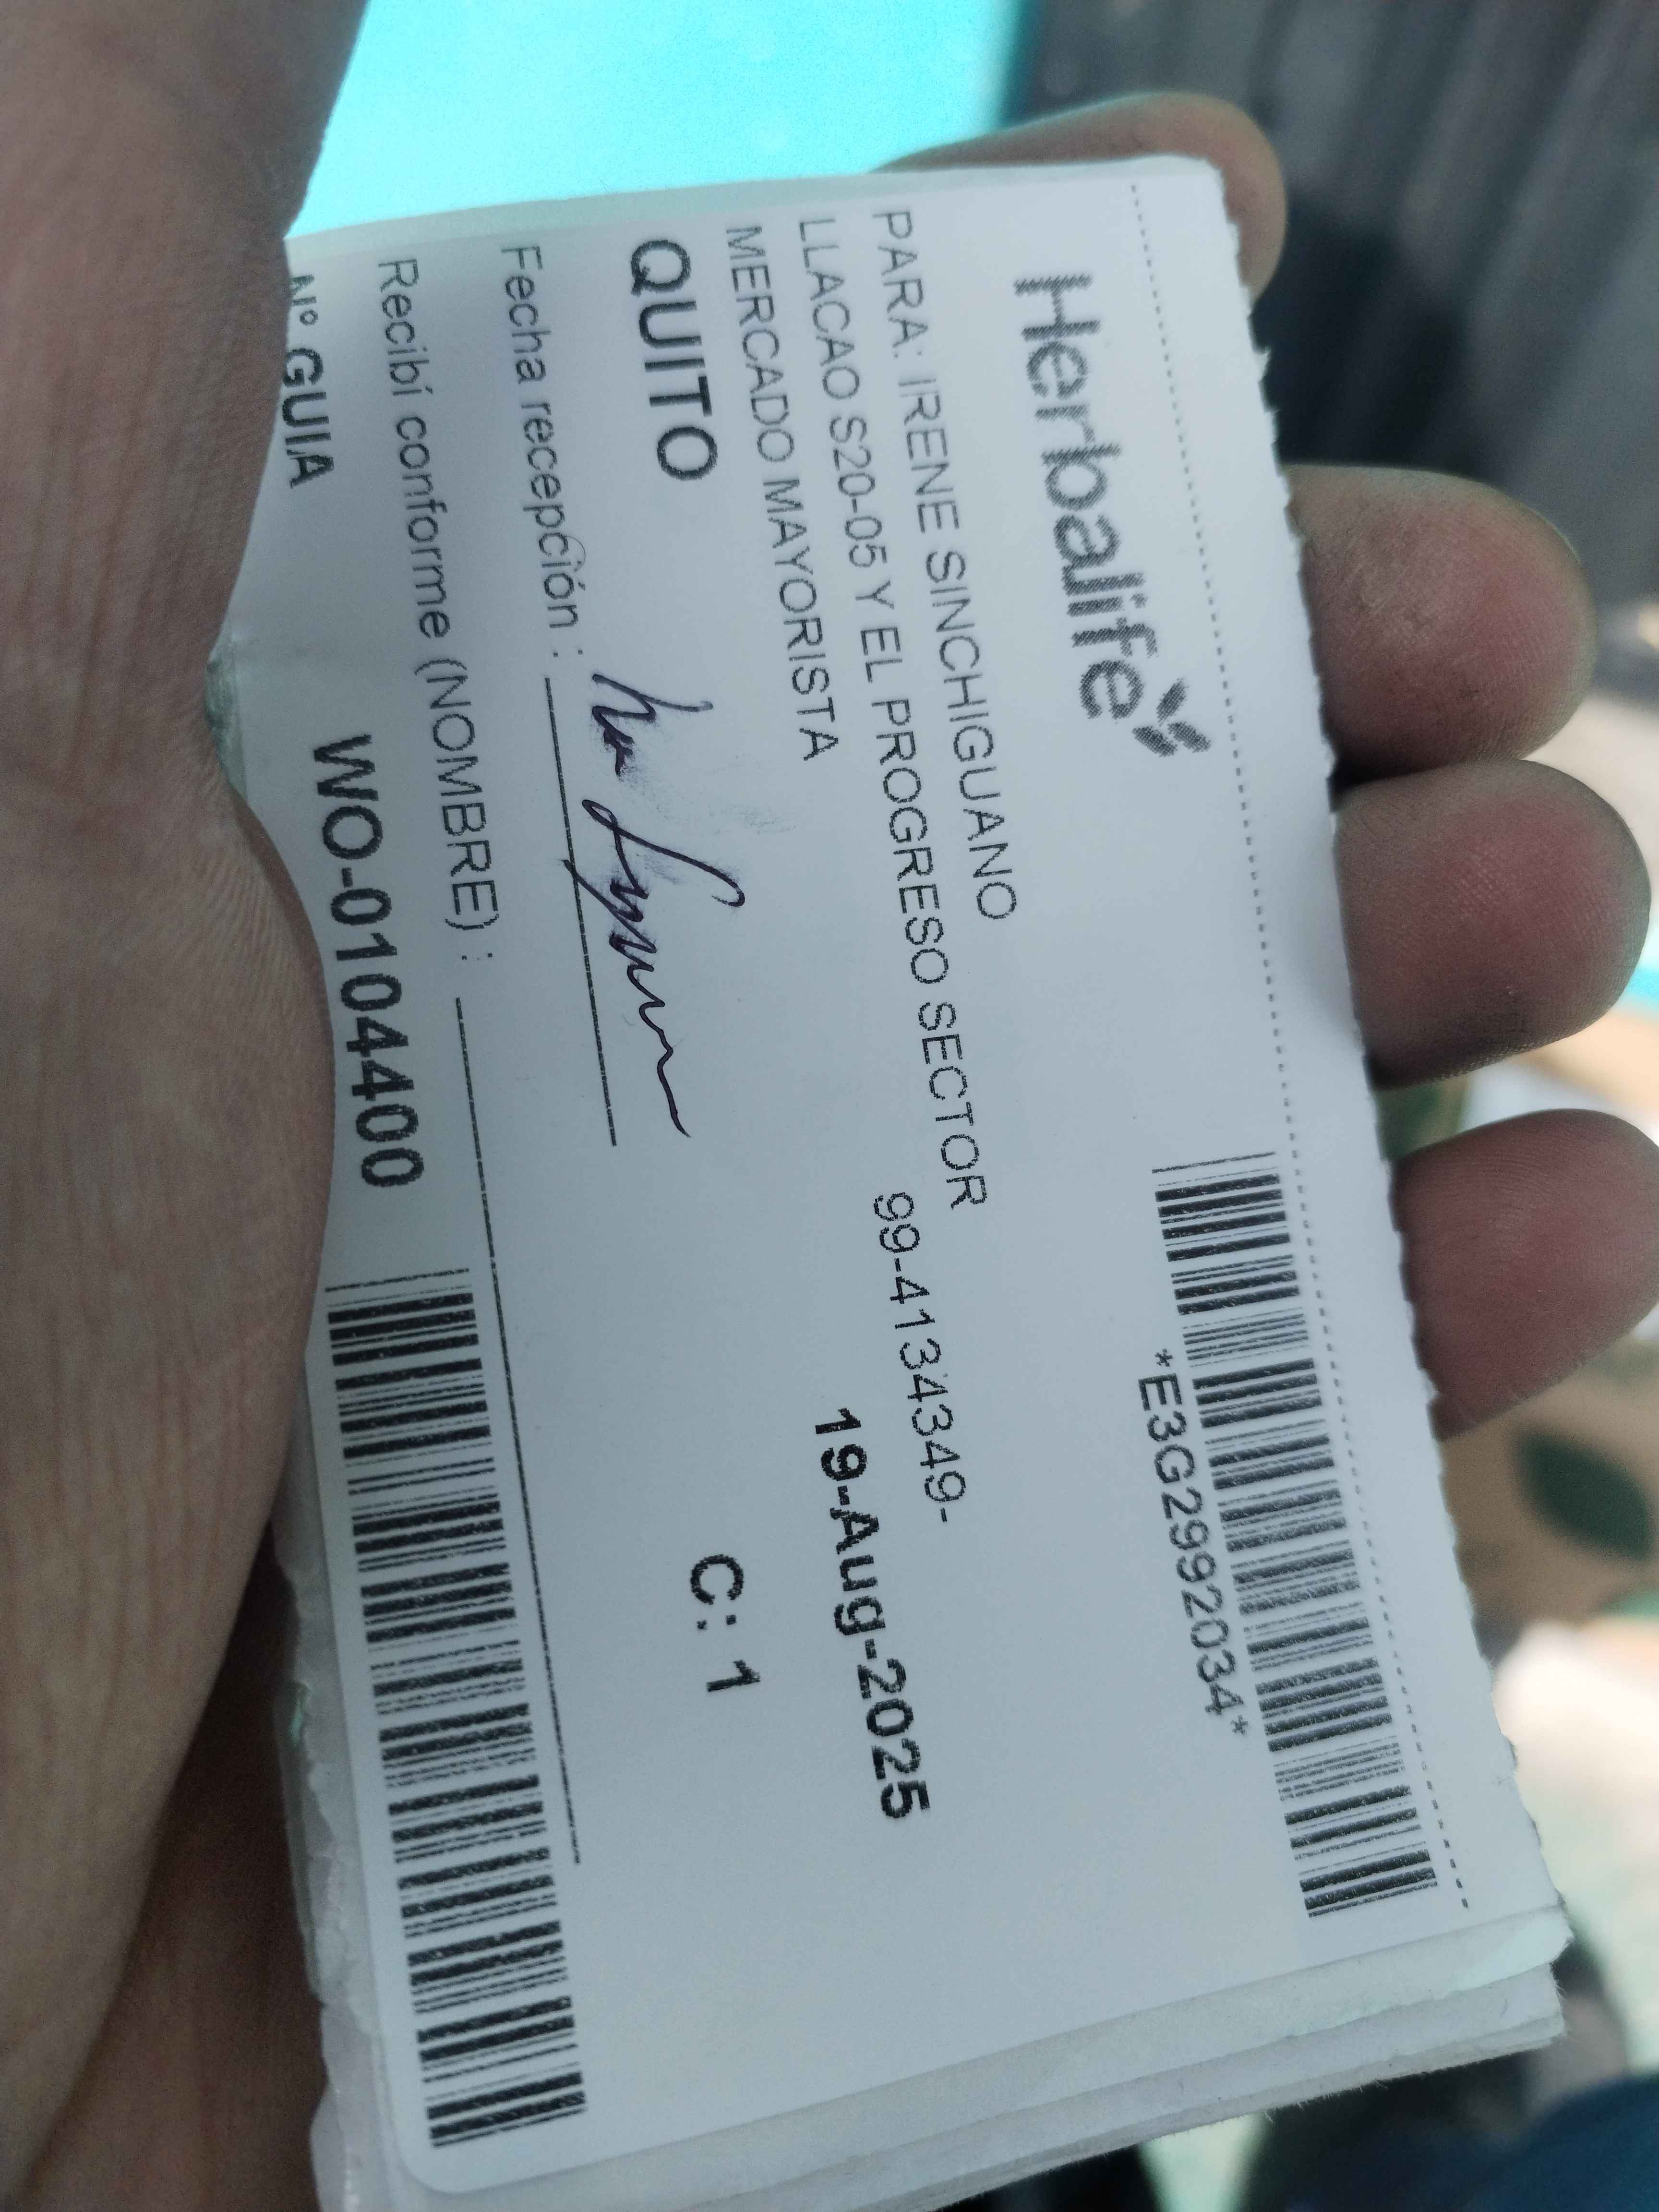 Herbalife
*E3G2992034*
PARA: IRENE SINCHIGUANO
LLACAO S20-05 Y EL PROGRESO SECTOR
99-4134349-
MERCADO MAYORISTA
19-Aug-2025
QUITO
C: 1
Fecha recepción :
Recibí conforme (NOMBRE) :
Nº GUIA WO-0104400